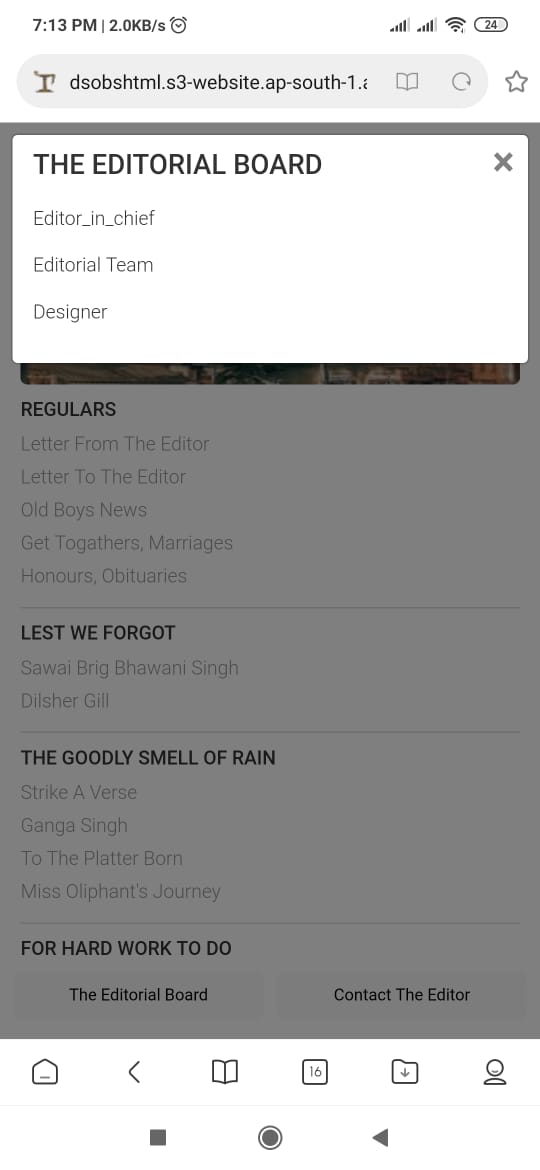 7:13 PM | 2.0KB/s
24
dsobshtml.s3-website.ap-south-1.a
THE EDITORIAL BOARD
Editor_in_chief
Editorial Team
Designer
REGULARS
Letter From The Editor
Letter To The Editor
Old Boys News
Get Togathers, Marriages
Honours, Obituaries
LEST WE FORGOT
Sawai Brig Bhawani Singh
Dilsher Gill
THE GOODLY SMELL OF RAIN
Strike A Verse
Ganga Singh
To The Platter Born
Miss Oliphant's Journey
FOR HARD WORK TO DO
The Editorial Board
Contact The Editor
16